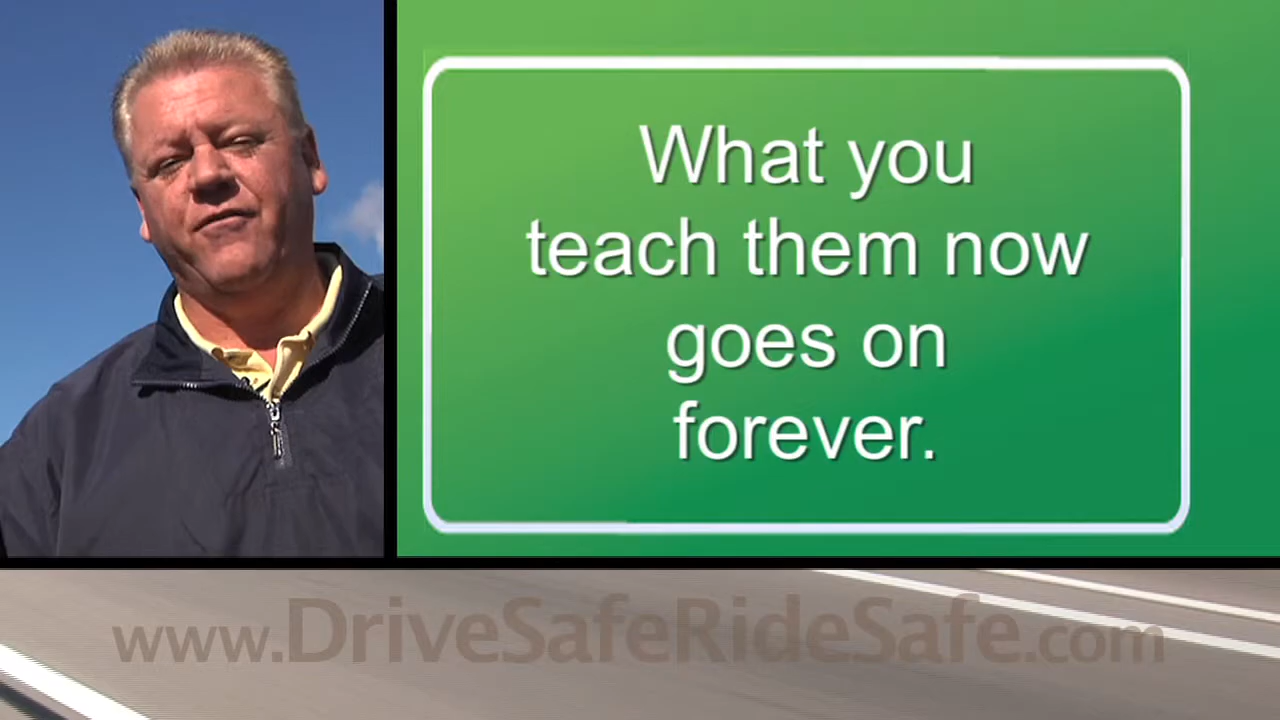 What you
teach them now
goes on
forever.
www.DriveSafeRideSafe.com